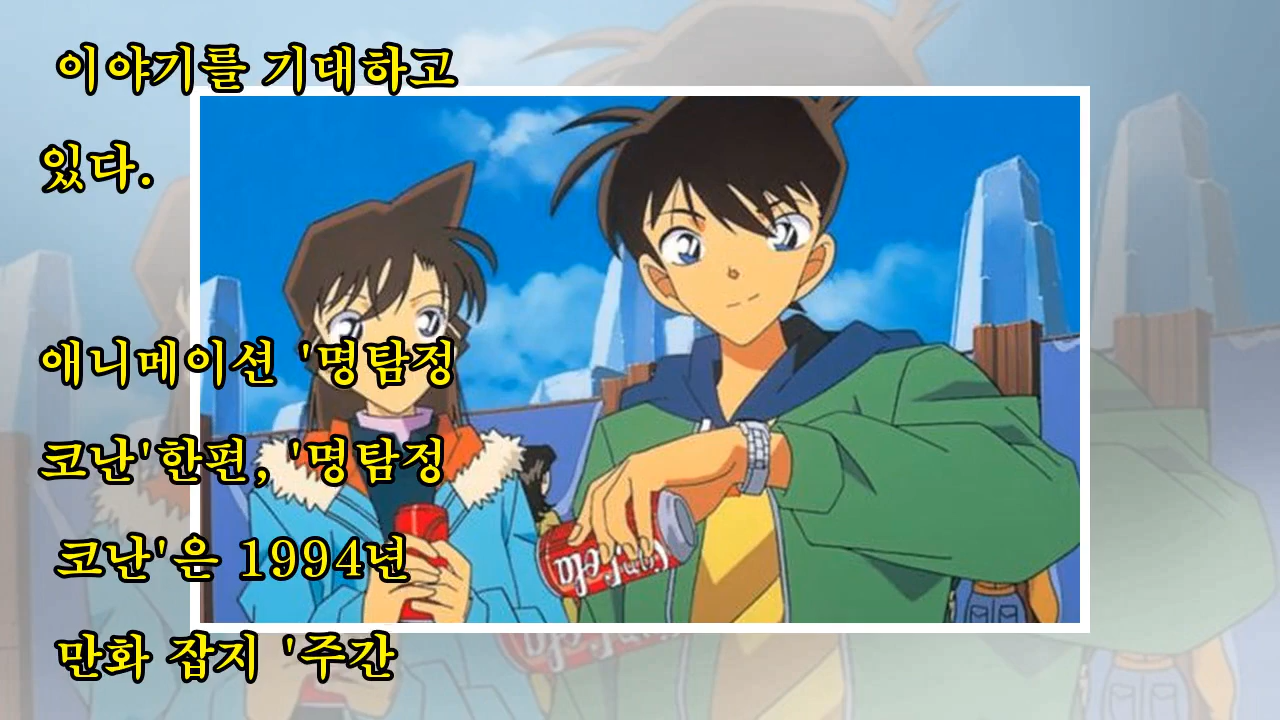 이야기를 기대하고
있다.
애니메이션 '명탐정
코난'한편, '명탐정
코난'은 1994년
만화 잡지 '주간